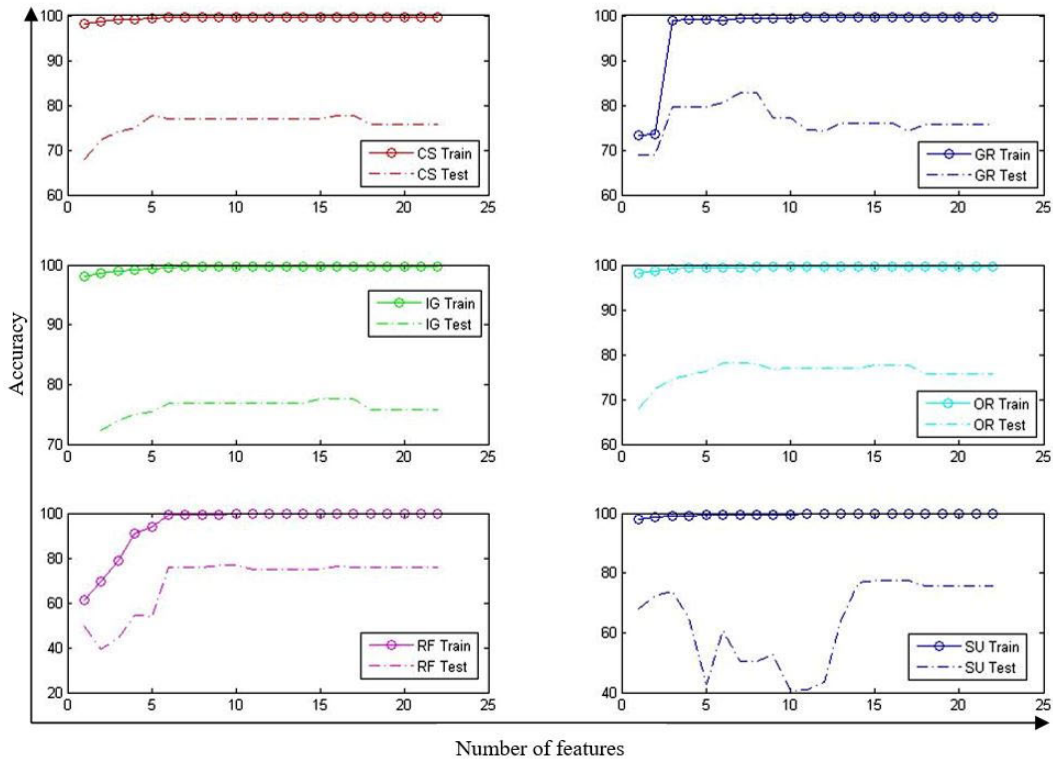 Accuracy
100
90
80
70
60
0 5 10 15 20 25
CS Train
CS Test
100
90
80
70
60
0 5 10 15 20 25
GR Train
GR Test
100
90
80
70
0 5 10 15 20 25
IG Train
IG Test
100
90
80
70
60
0 5 10 15 20 25
OR Train
OR Test
100
80
60
40
20
0 5 10 15 20 25
RF Train
RF Test
100
80
60
40
0 5 10 15 20 25
SU Train
SU Test
Number of features